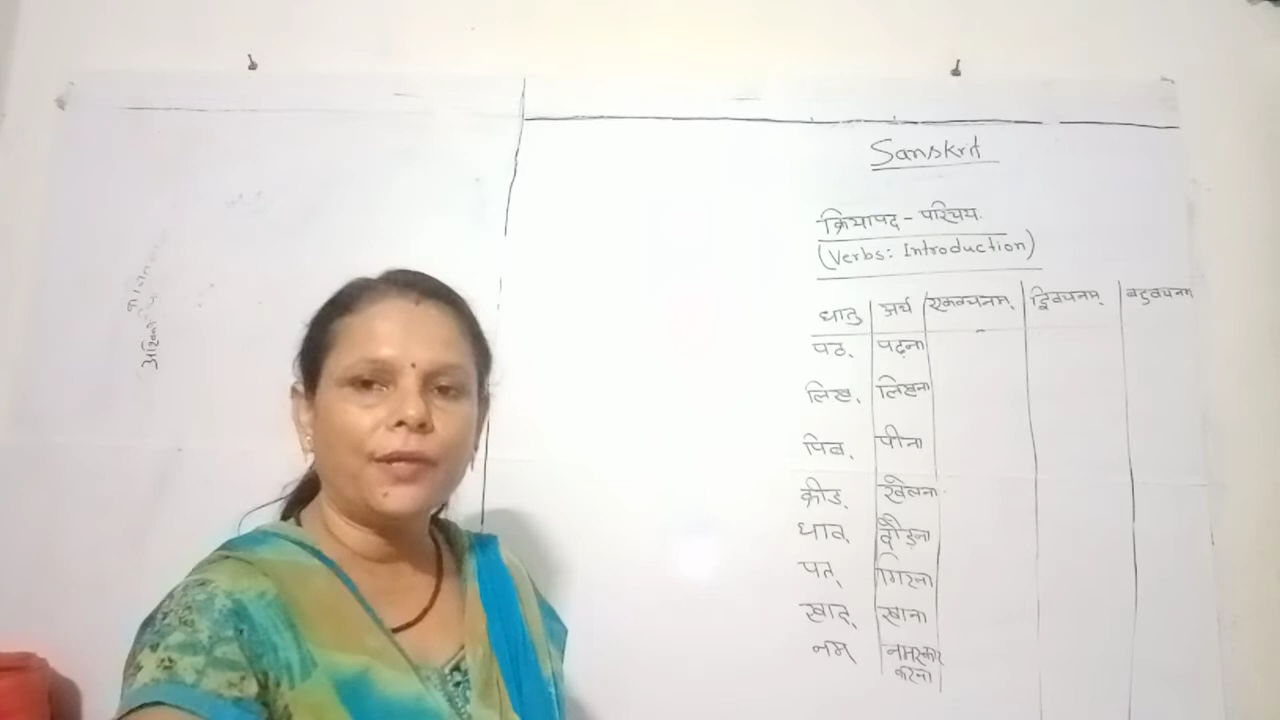 Sanskrit
क्रियापद - परिचय.
(Verbs: Introduction)
धातु अर्थ एकवचनम् द्विवचनम् बहुवचनम्
पठ् पढ़ना
लिख् लिखना
पिब् पीना
क्रीड् खेलना
धाव् दौड़ना
पत् गिरना
खाद् खाना
नम् नमस्कार
करना